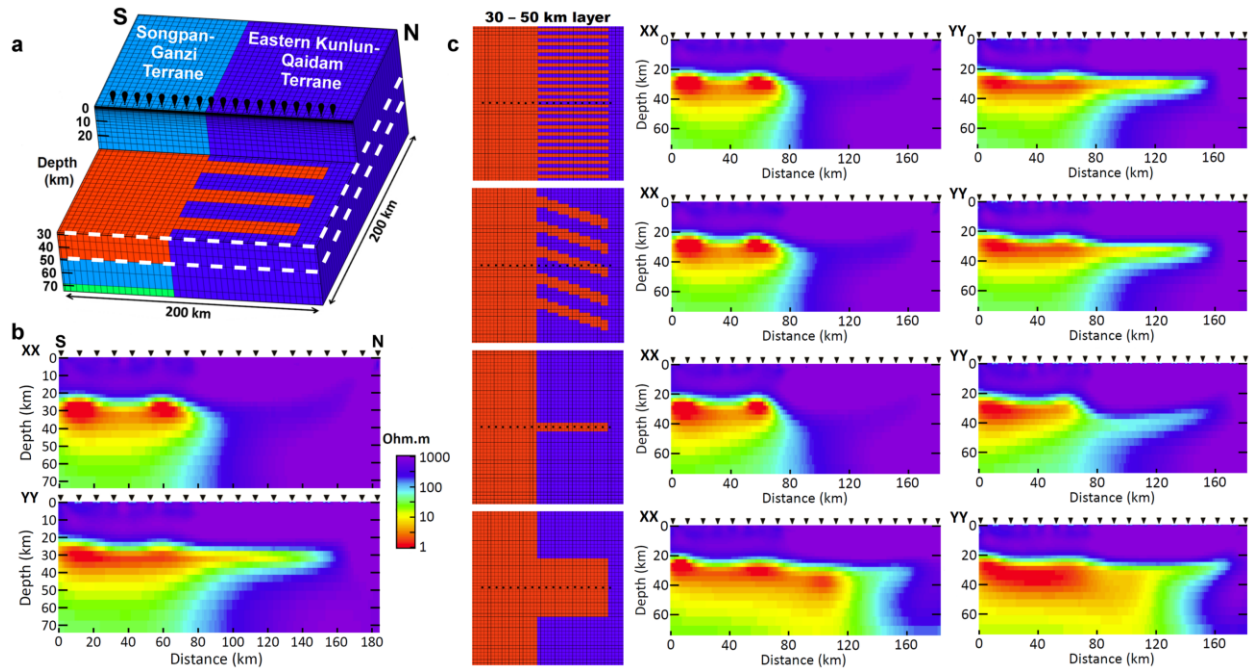 a
S
N
Songpan-
Ganzi
Terrane
Eastern Kunlun-
Qaidam
Terrane
0
10
20
Depth
(km)
30
40
50
60
70
200 km
200 km
b
S
N
XX
0
10
20
30
40
50
60
70
Depth (km)
YY
0
10
20
30
40
50
60
70
Depth (km)
0 20 40 60 80 100 120 140 160 180
Distance (km)
Ohm.m
1000
100
10
1
c
30 – 50 km layer
XX
0
20
40
60
Depth (km)
0 40 80 120 160
Distance (km)
YY
0
20
40
60
Depth (km)
0 40 80 120 160
Distance (km)
XX
0
20
40
60
Depth (km)
0 40 80 120 160
Distance (km)
YY
0
20
40
60
Depth (km)
0 40 80 120 160
Distance (km)
XX
0
20
40
60
Depth (km)
0 40 80 120 160
Distance (km)
YY
0
20
40
60
Depth (km)
0 40 80 120 160
Distance (km)
XX
0
20
40
60
Depth (km)
0 40 80 120 160
Distance (km)
YY
0
20
40
60
Depth (km)
0 40 80 120 160
Distance (km)